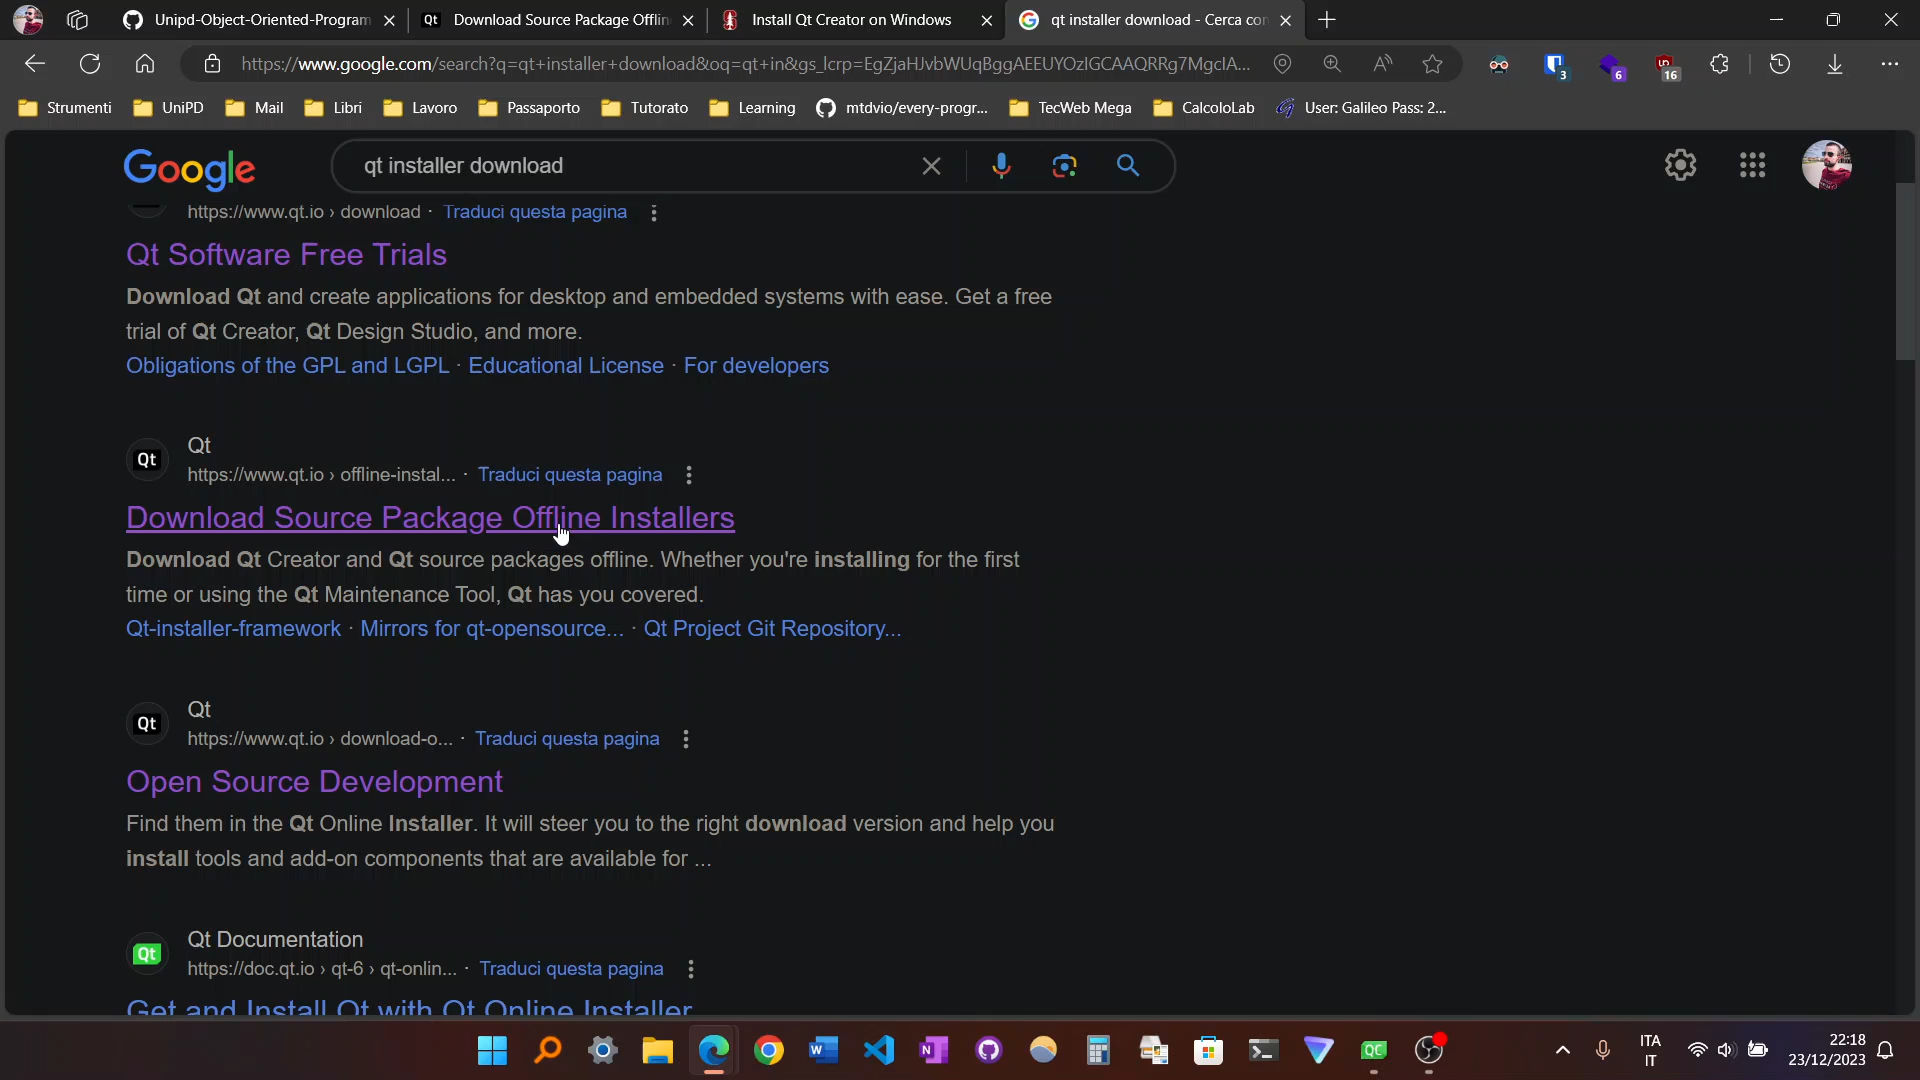 Unipd-Object-Oriented-Program
Download Source Package Offlin
Install Qt Creator on Windows
qt installer download - Cerca con
https://www.google.com/search?q=qt+installer+download&oq=qt+in&gs_lcrp=EgZjaHJvbWUqBggAEEUYOzIGCAAQRRg7MgcIA...
3
6
16
Strumenti
UniPD
Mail
Libri
Lavoro
Passaporto
Tutorato
Learning
mtdvio/every-progr...
TecWeb Mega
CalcoloLab
User: Galileo Pass: 2...
Google
qt installer download
https://www.qt.io › download · Traduci questa pagina
Qt Software Free Trials
Download Qt and create applications for desktop and embedded systems with ease. Get a free
trial of Qt Creator, Qt Design Studio, and more.
Obligations of the GPL and LGPL · Educational License · For developers
Qt
Qt
https://www.qt.io › offline-instal... · Traduci questa pagina
Download Source Package Offline Installers
Download Qt Creator and Qt source packages offline. Whether you're installing for the first
time or using the Qt Maintenance Tool, Qt has you covered.
Qt-installer-framework · Mirrors for qt-opensource... · Qt Project Git Repository...
Qt
Qt
https://www.qt.io › download-o... · Traduci questa pagina
Open Source Development
Find them in the Qt Online Installer. It will steer you to the right download version and help you
install tools and add-on components that are available for ...
Qt
Qt Documentation
https://doc.qt.io › qt-6 › qt-onlin... · Traduci questa pagina
Get and Install Qt with Qt Online Installer
ITA
IT
22:18
23/12/2023